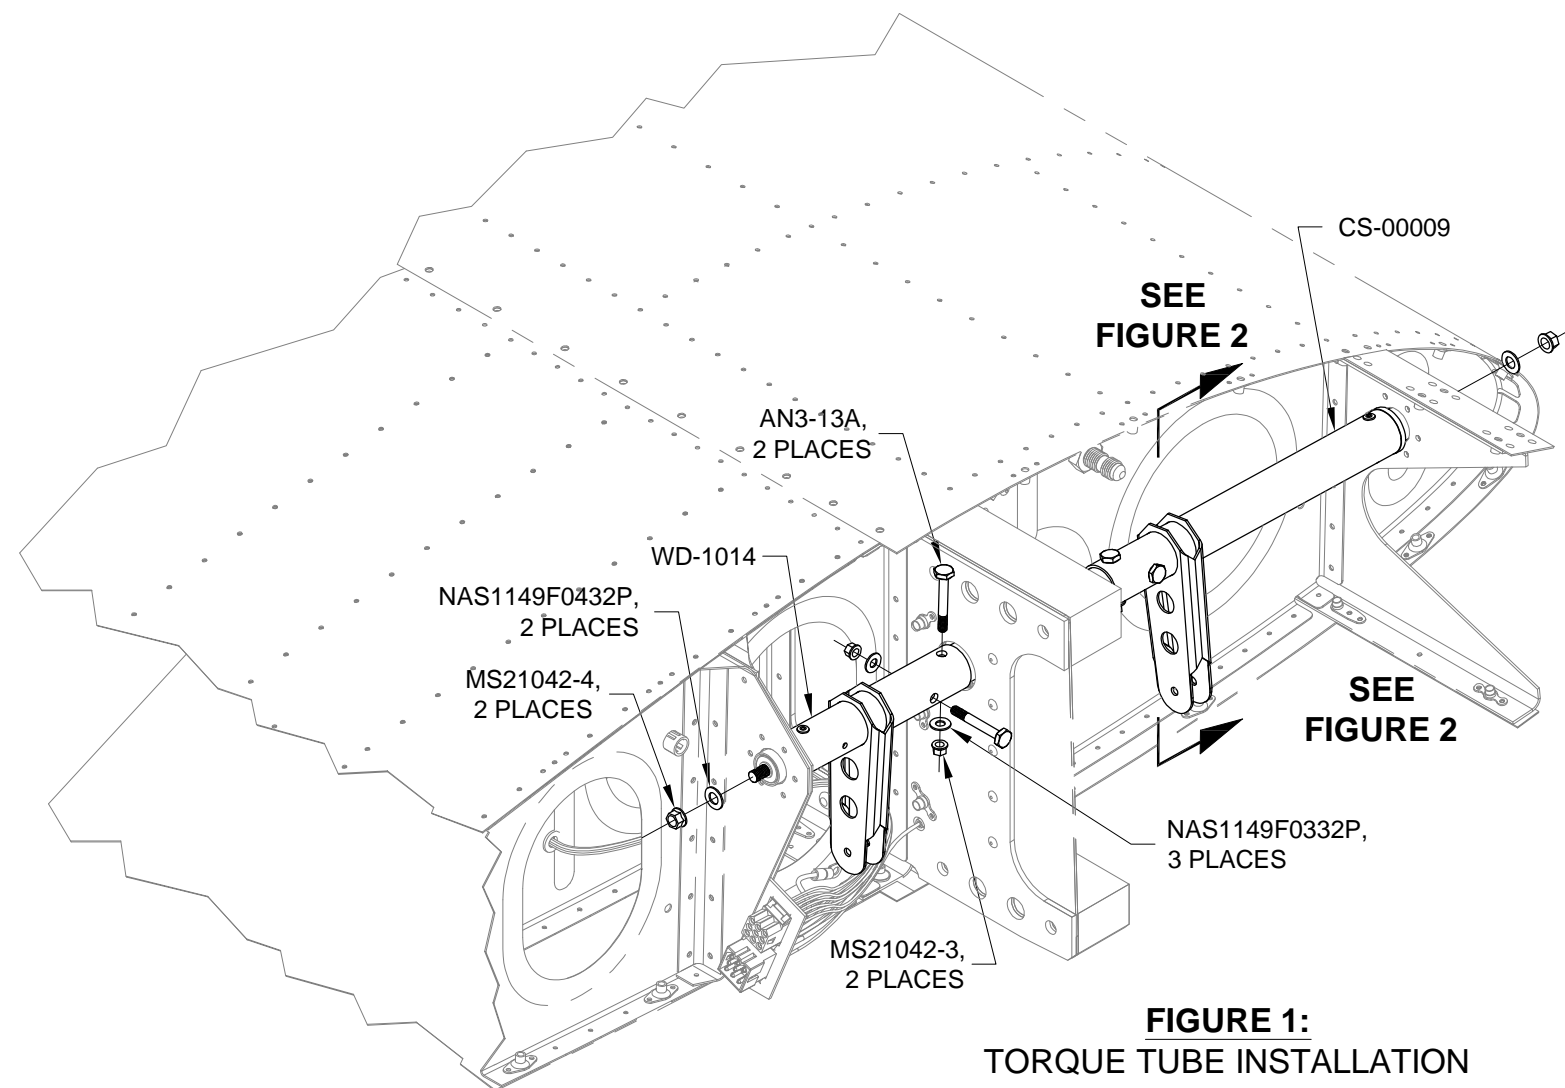 CS-00009
SEE
FIGURE 2
AN3-13A,
2 PLACES
WD-1014
NAS1149F0432P,
2 PLACES
MS21042-4,
2 PLACES
SEE
FIGURE 2
NAS1149F0332P,
3 PLACES
MS21042-3,
2 PLACES
FIGURE 1:
TORQUE TUBE INSTALLATION